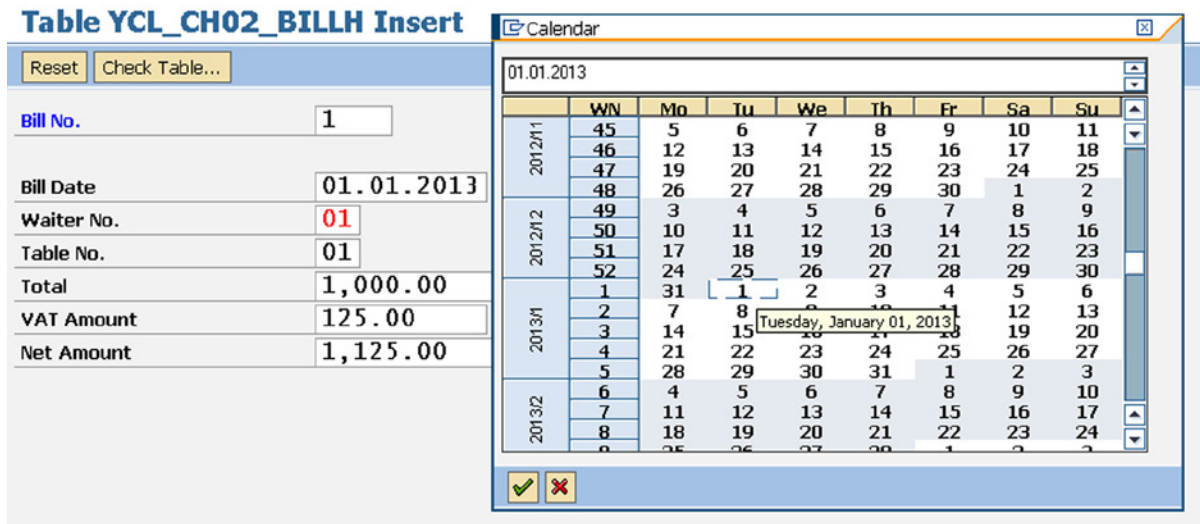 Table YCL_CH02_BILLH Insert
Reset Check Table...
Bill No. 1
Bill Date 01.01.2013
Waiter No. 01
Table No. 01
Total 1,000.00
VAT Amount 125.00
Net Amount 1,125.00
Calendar
01.01.2013
WN Mo Tu We Th Fr Sa Su
2012/11
45 5 6 7 8 9 10 11
46 12 13 14 15 16 17 18
47 19 20 21 22 23 24 25
48 26 27 28 29 30 1 2
2012/12
49 3 4 5 6 7 8 9
50 10 11 12 13 14 15 16
51 17 18 19 20 21 22 23
52 24 25 26 27 28 29 30
2013/1
1 31 1 2 3 4 5 6
2 7 8 12 13
Tuesday, January 01, 2013
3 14 15 19 20
4 21 22 23 24 25 26 27
5 28 29 30 31 1 2 3
2013/2
6 4 5 6 7 8 9 10
7 11 12 13 14 15 16 17
8 18 19 20 21 22 23 24